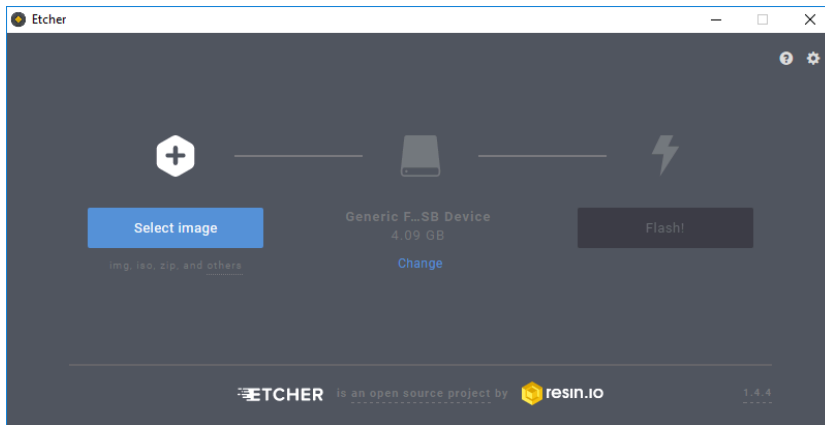 Etcher
Select image
img, iso, zip, and others
Generic F...SB Device
4.09 GB
Change
Flash!
ETCHER is an open source project by resin.io
1.4.4